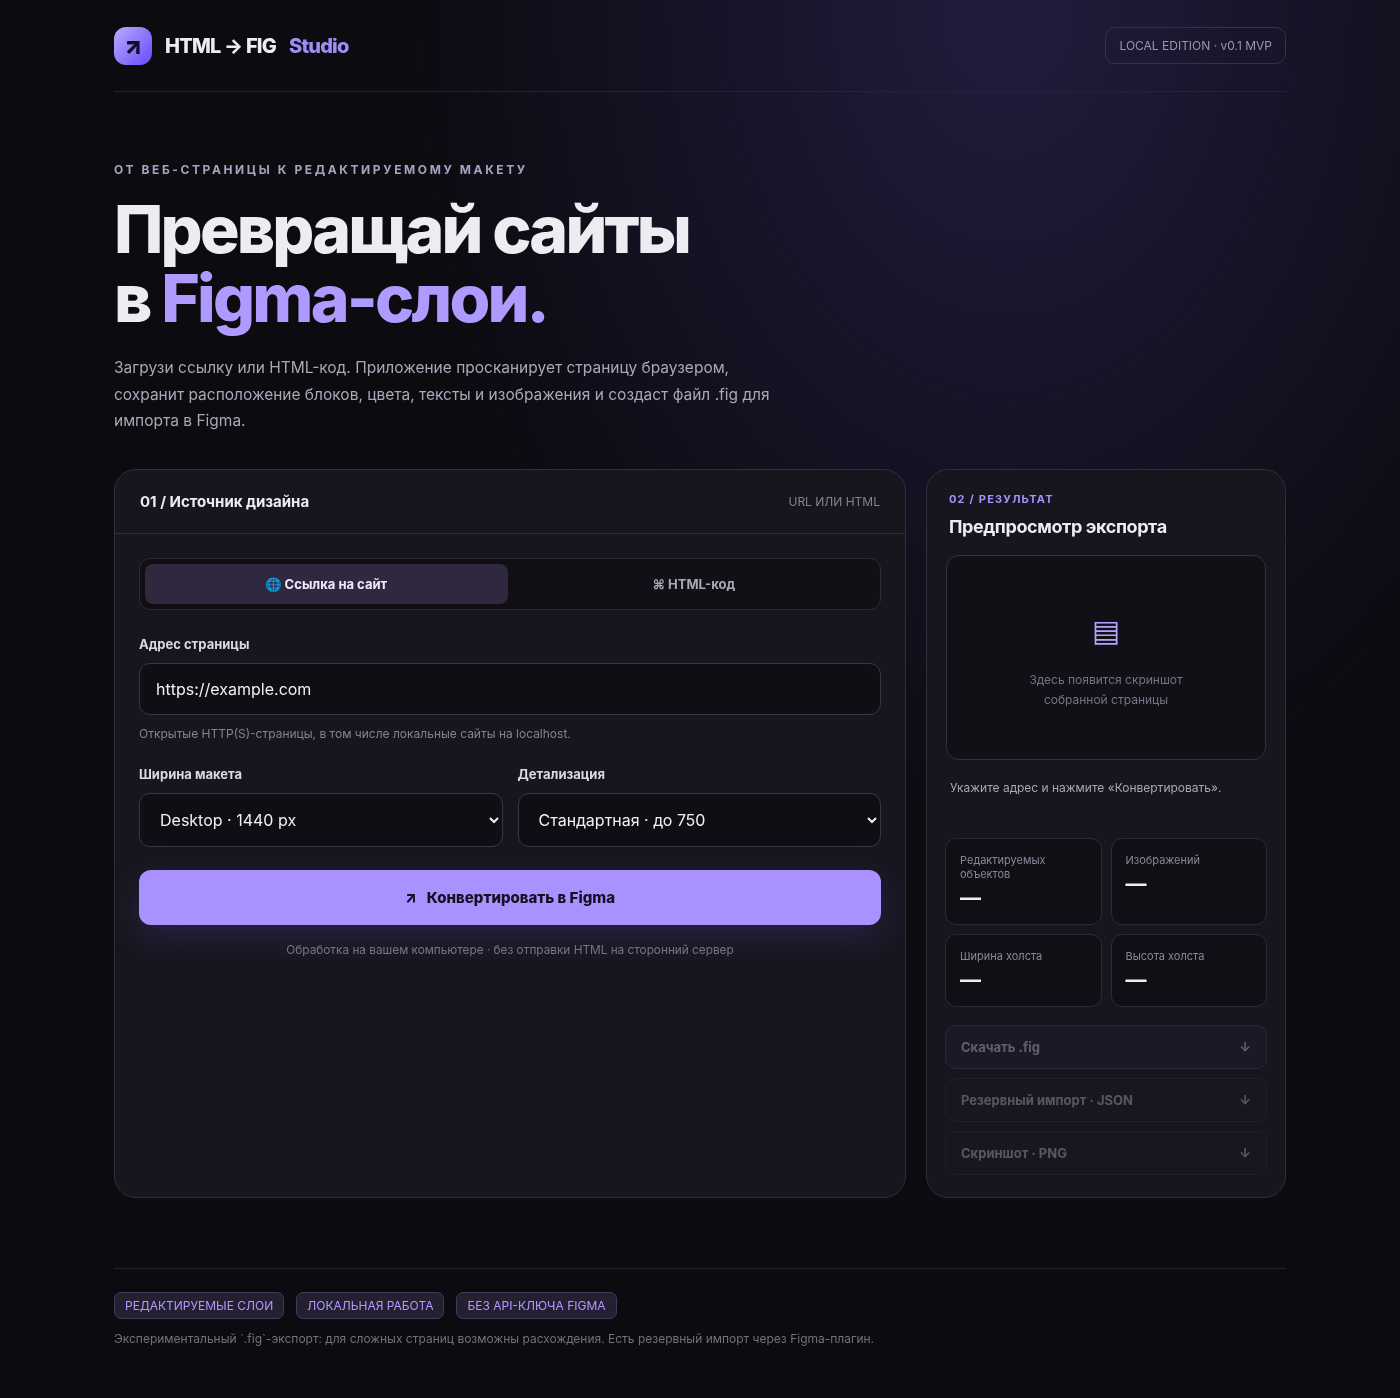 HTML → FIG Studio
LOCAL EDITION · v0.1 MVP
ОТ ВЕБ-СТРАНИЦЫ К РЕДАКТИРУЕМОМУ МАКЕТУ
Превращай сайты
в Figma-слои.
Загрузи ссылку или HTML-код. Приложение просканирует страницу браузером,
сохранит расположение блоков, цвета, тексты и изображения и создаст файл .fig для
импорта в Figma.
01 / Источник дизайна
URL ИЛИ HTML
🌐 Ссылка на сайт
⌘ HTML-код
Адрес страницы
https://example.com
Открытые HTTP(S)-страницы, в том числе локальные сайты на localhost.
Ширина макета
Детализация
Desktop · 1440 px
Стандартная · до 750
↗ Конвертировать в Figma
Обработка на вашем компьютере · без отправки HTML на сторонний сервер
02 / РЕЗУЛЬТАТ
Предпросмотр экспорта
Здесь появится скриншот
собранной страницы
Укажите адрес и нажмите «Конвертировать».
Редактируемых
объектов
—
Изображений
—
Ширина холста
—
Высота холста
—
Скачать .fig ↓
Резервный импорт · JSON ↓
Скриншот · PNG ↓
РЕДАКТИРУЕМЫЕ СЛОИ
ЛОКАЛЬНАЯ РАБОТА
БЕЗ API-КЛЮЧА FIGMA
Экспериментальный `.fig`-экспорт: для сложных страниц возможны расхождения. Есть резервный импорт через Figma-плагин.